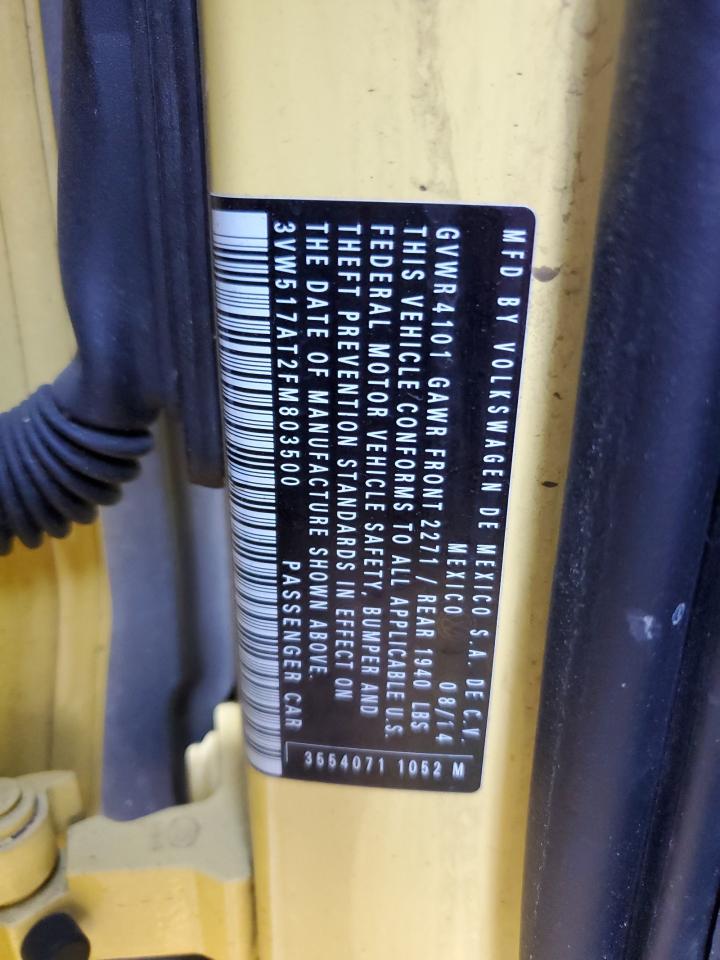 MFD BY VOLKSWAGEN DE MEXICO S.A. DE C.V.
MEXICO 08/14
GVWR 4101 GAWR FRONT 2271 / REAR 1940 LBS
THIS VEHICLE CONFORMS TO ALL APPLICABLE U.S.
FEDERAL MOTOR VEHICLE SAFETY, BUMPER AND
THEFT PREVENTION STANDARDS IN EFFECT ON
THE DATE OF MANUFACTURE SHOWN ABOVE.
3VW517AT2FM803500 PASSENGER CAR
3554071 1052 M